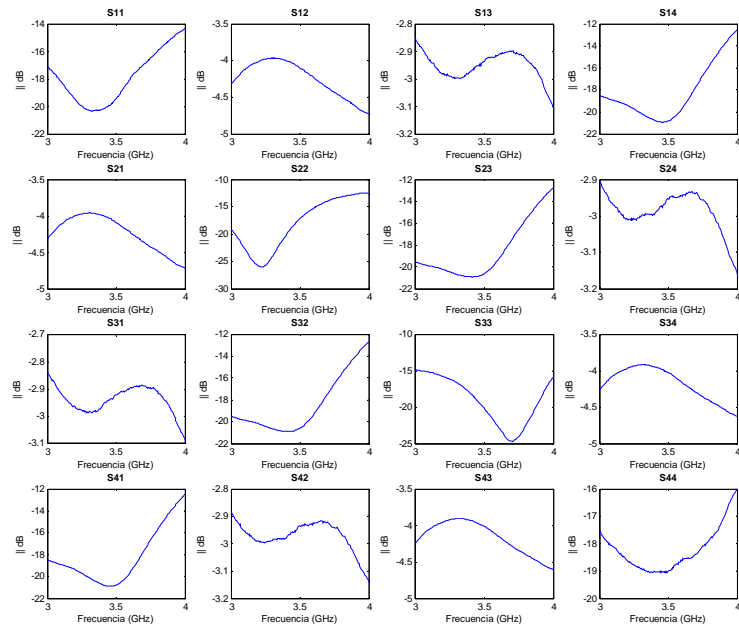 S11 S12 S13 S14
-14 -3.5 -2.8 -12
-16 -4 -2.9 -14
-18 -4.5 -3 -16
-20 -5 -3.1 -18
-22 -3.2 -20
-22
|| dB || dB || dB || dB
3 3.5 4 3 3.5 4 3 3.5 4 3 3.5 4
Frecuencia (GHz) Frecuencia (GHz) Frecuencia (GHz) Frecuencia (GHz)
S21 S22 S23 S24
-3.5 -10 -12 -2.9
-4 -15 -14 -3
-4.5 -20 -16 -3.1
-5 -25 -18 -3.2
-30 -20
-22
|| dB || dB || dB || dB
3 3.5 4 3 3.5 4 3 3.5 4 3 3.5 4
Frecuencia (GHz) Frecuencia (GHz) Frecuencia (GHz) Frecuencia (GHz)
S31 S32 S33 S34
-2.7 -12 -10 -3.5
-2.8 -14 -15 -4
-2.9 -16 -20 -4.5
-3 -18 -25 -5
-3.1 -20
-22
|| dB || dB || dB || dB
3 3.5 4 3 3.5 4 3 3.5 4 3 3.5 4
Frecuencia (GHz) Frecuencia (GHz) Frecuencia (GHz) Frecuencia (GHz)
S41 S42 S43 S44
-12 -2.8 -3.5 -16
-14 -2.9 -4 -17
-16 -3 -4.5 -18
-18 -3.1 -5 -19
-20 -3.2 -20
-22
|| dB || dB || dB || dB
3 3.5 4 3 3.5 4 3 3.5 4 3 3.5 4
Frecuencia (GHz) Frecuencia (GHz) Frecuencia (GHz) Frecuencia (GHz)